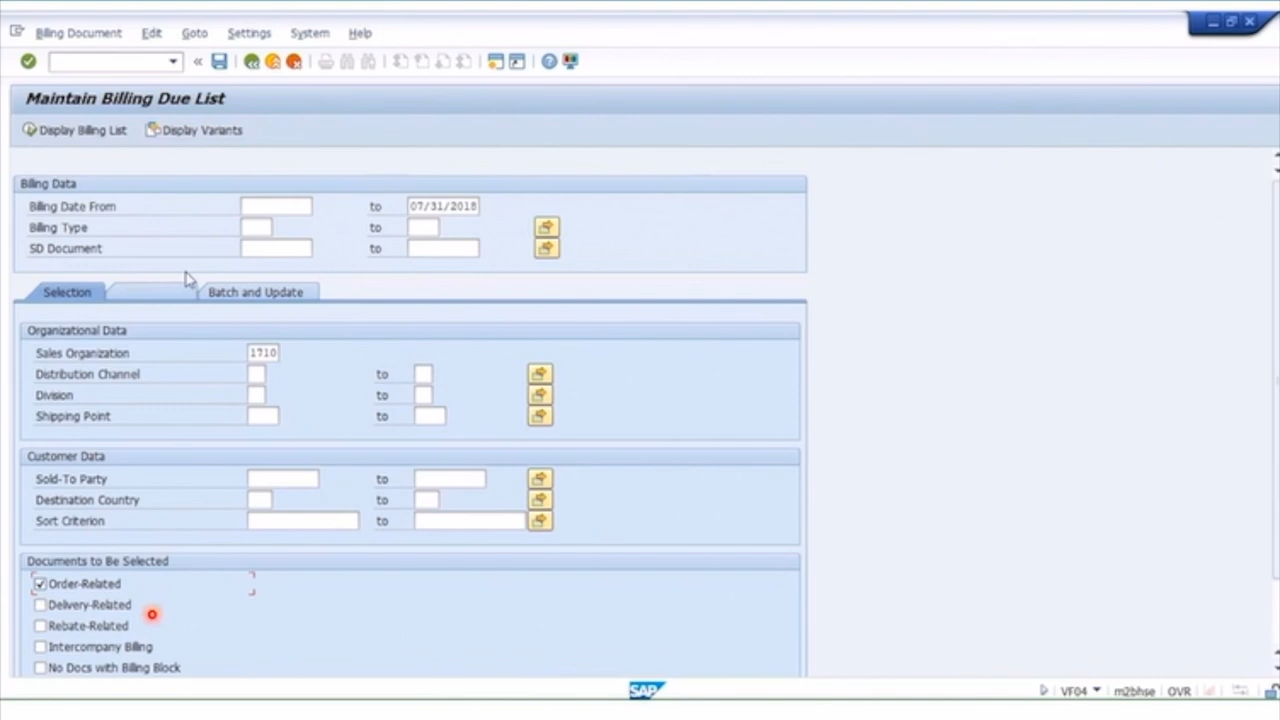 Billing Document Edit Goto Settings System Help
Maintain Billing Due List
Display Billing List Display Variants
Billing Data
Billing Date From to 07/31/2018
Billing Type to
SD Document to
Selection Batch and Update
Organizational Data
Sales Organization 1710
Distribution Channel to
Division to
Shipping Point to
Customer Data
Sold-To Party to
Destination Country to
Sort Criterion to
Documents to Be Selected
Order-Related
Delivery-Related
Rebate-Related
Intercompany Billing
No Docs with Billing Block
SAP VF04 m2bhse OVR